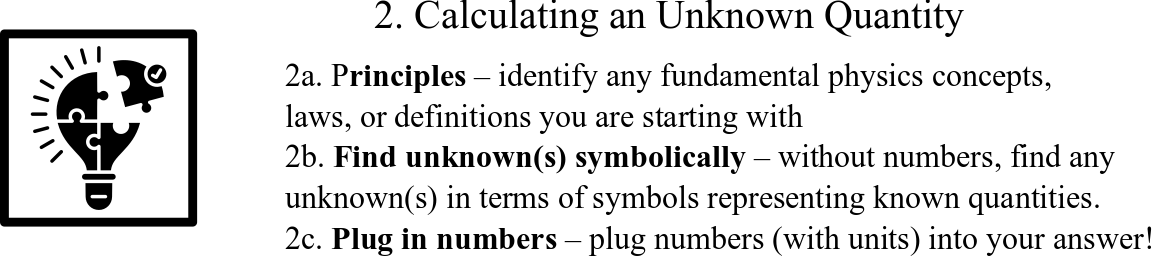 2. Calculating an Unknown Quantity
2a. Principles – identify any fundamental physics concepts,
laws, or definitions you are starting with
2b. Find unknown(s) symbolically – without numbers, find any
unknown(s) in terms of symbols representing known quantities.
2c. Plug in numbers – plug numbers (with units) into your answer!